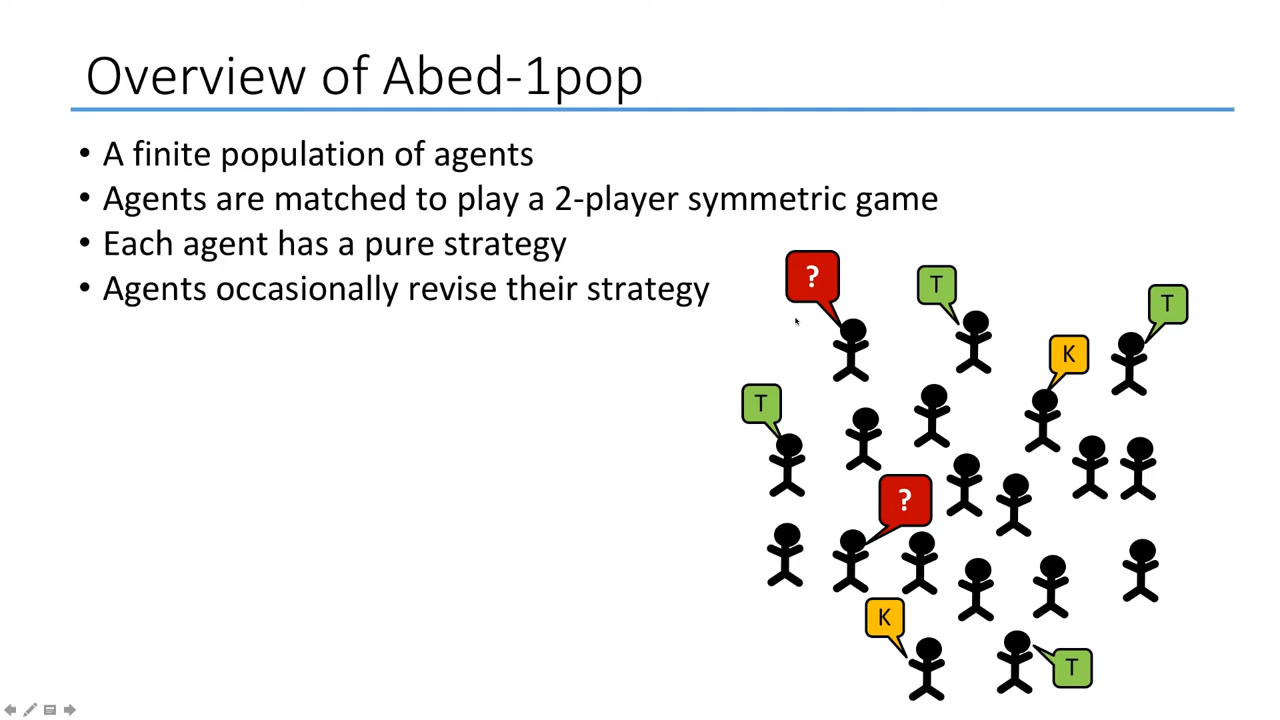 Overview of Abed-1pop
• A finite population of agents
• Agents are matched to play a 2-player symmetric game
• Each agent has a pure strategy
• Agents occasionally revise their strategy
?
T
T
K
T
?
K
T